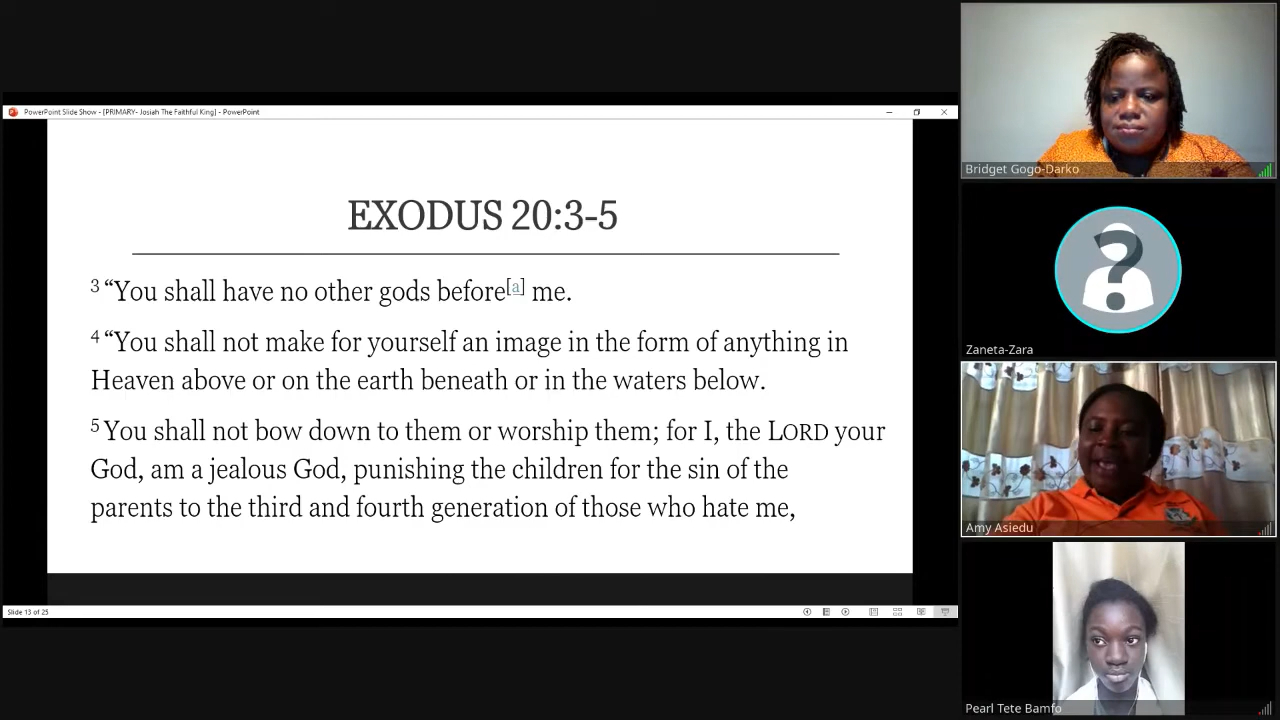 PowerPoint Slide Show - [PRIMARY- Josiah The Faithful King] - PowerPoint
EXODUS 20:3-5
3 “You shall have no other gods before[a] me.
4 “You shall not make for yourself an image in the form of anything in
Heaven above or on the earth beneath or in the waters below.
5 You shall not bow down to them or worship them; for I, the LORD your
God, am a jealous God, punishing the children for the sin of the
parents to the third and fourth generation of those who hate me,
Slide 13 of 25
Bridget Gogo-Darko
?
Zaneta-Zara
Amy Asiedu
Pearl Tete Bamfo